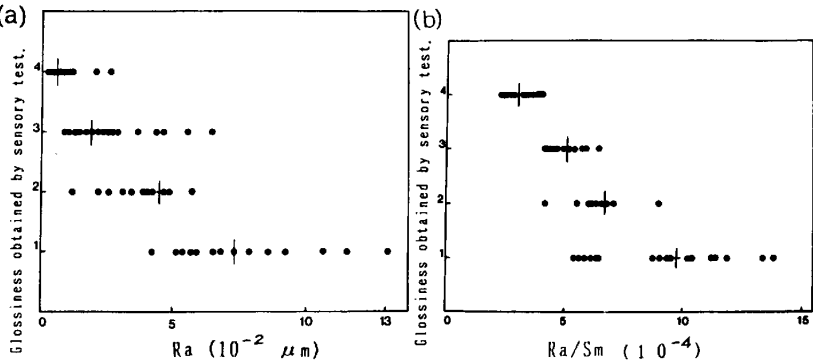 (a)
Glossiness obtained by sensory test.
4
3
2
1
0
5
10
13
Ra (10⁻² μm)
(b)
Glossiness obtained by sensory test.
4
3
2
1
0
5
10
15
Ra/Sm (10⁻⁴)